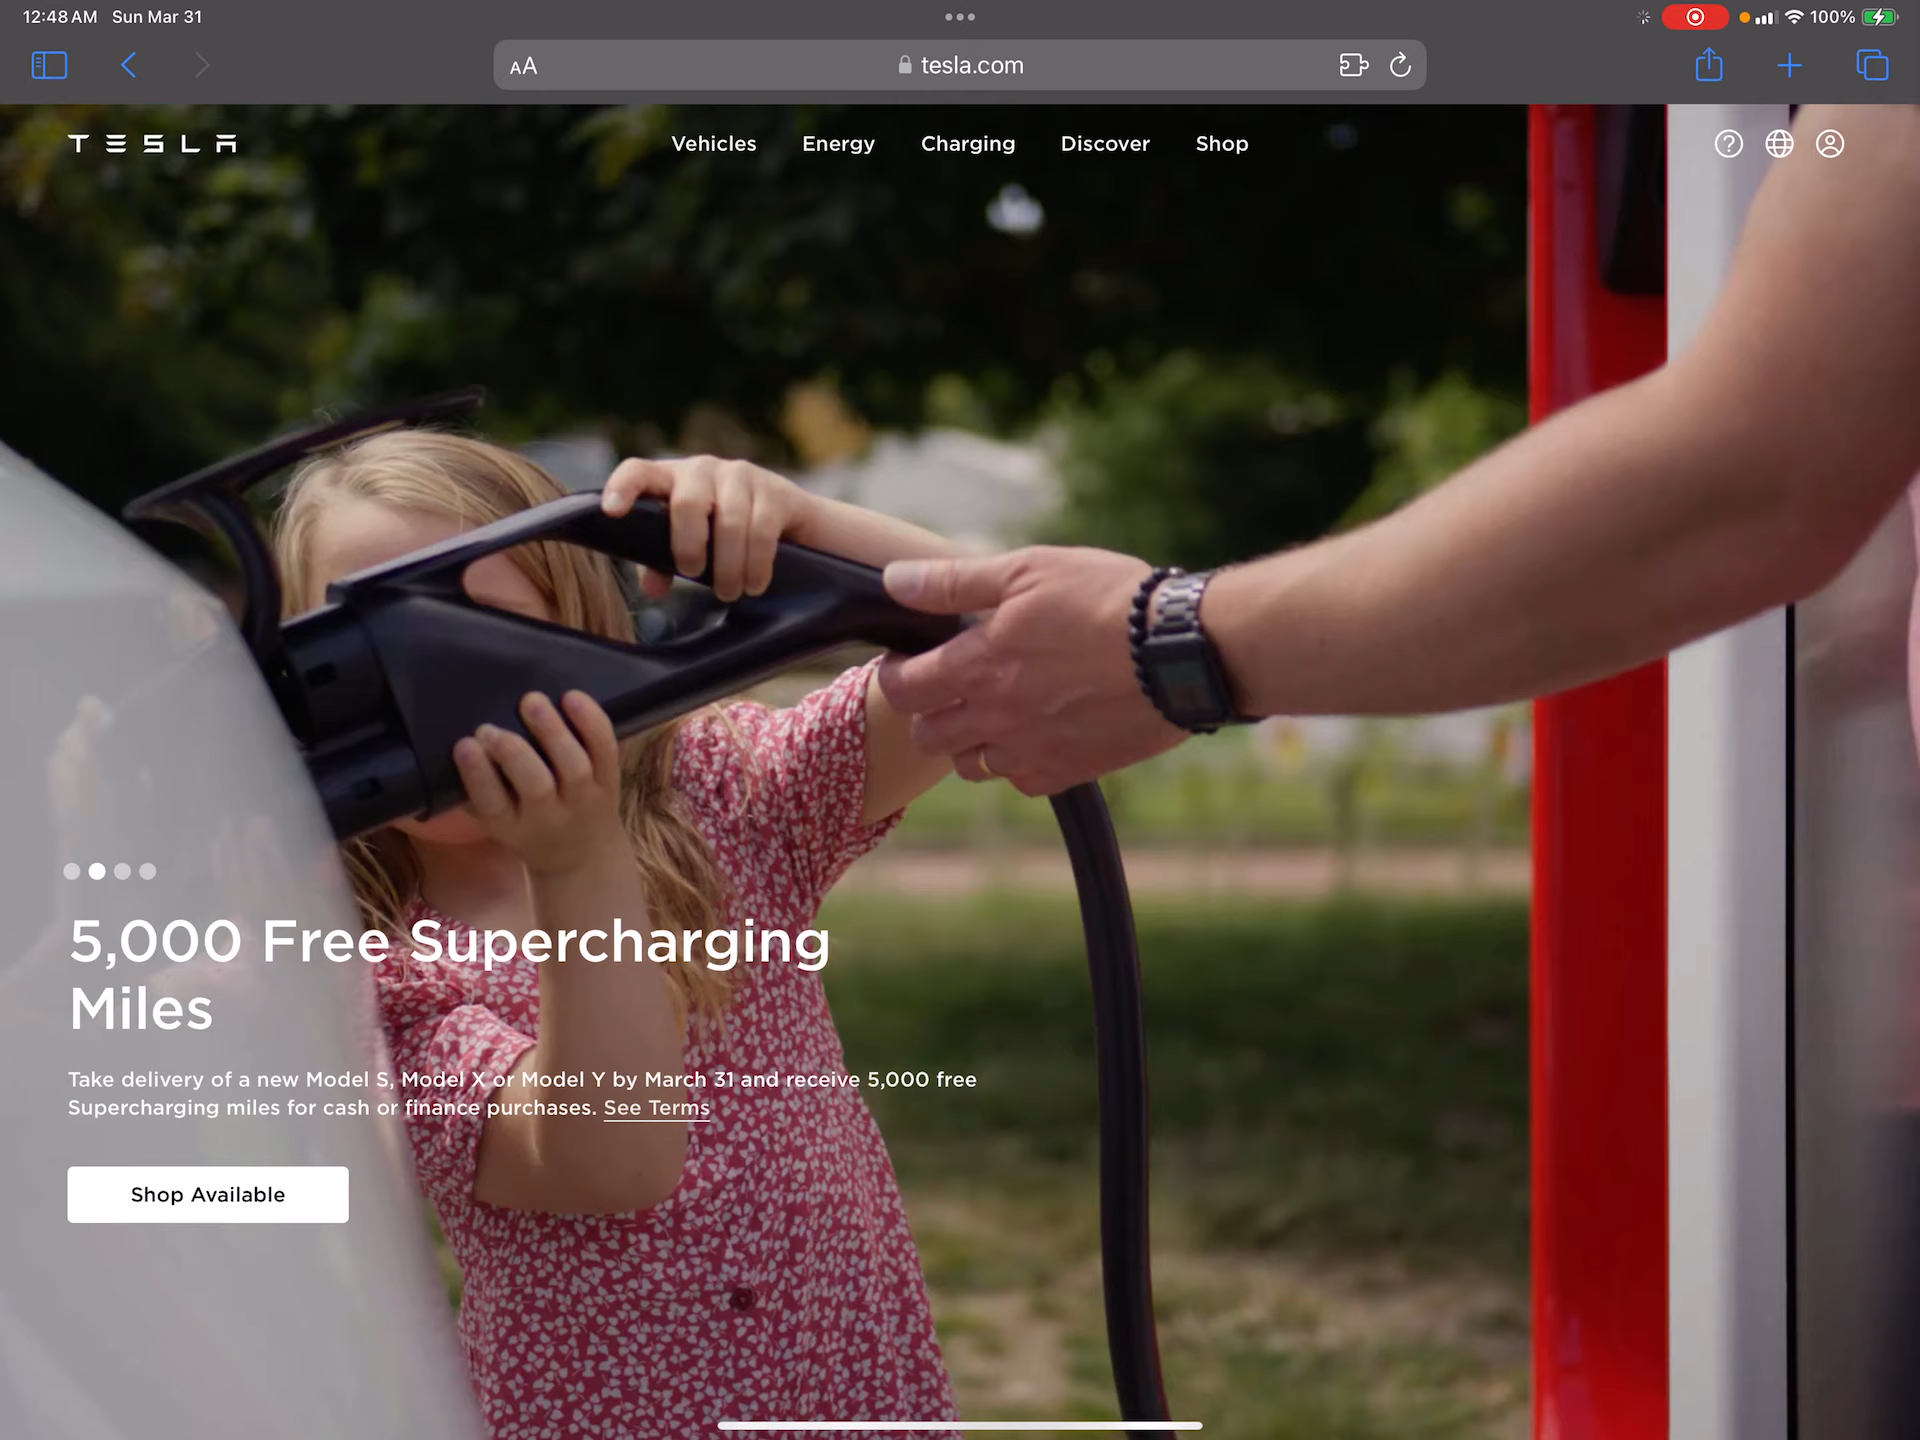 12:48 AM Sun Mar 31
100%
AA
tesla.com
TESLA
Vehicles Energy Charging Discover Shop
5,000 Free Supercharging
Miles
Take delivery of a new Model S, Model X or Model Y by March 31 and receive 5,000 free
Supercharging miles for cash or finance purchases. See Terms
Shop Available